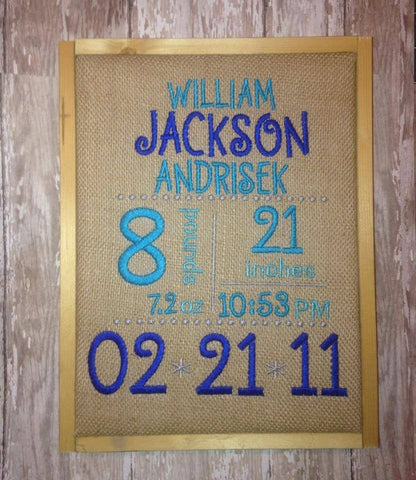 WILLIAM
JACKSON
ANDRISEK
8 pounds
7.2 oz
21
inches
10:53 PM
02*21*11